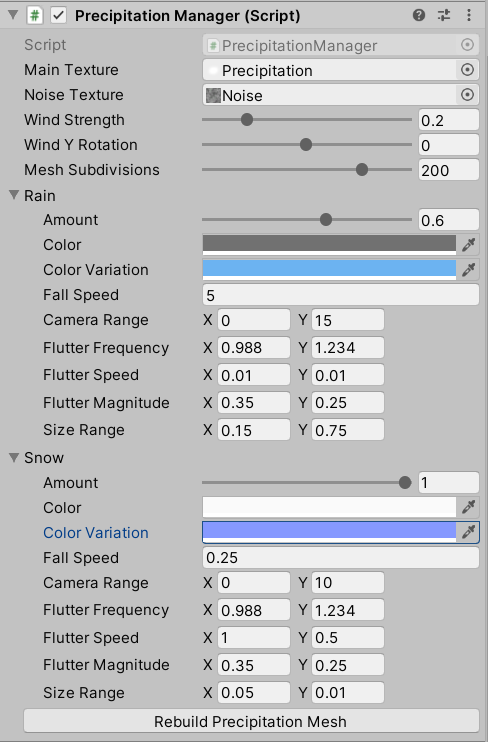 Precipitation Manager (Script)
Script PrecipitationManager
Main Texture Precipitation
Noise Texture Noise
Wind Strength 0.2
Wind Y Rotation 0
Mesh Subdivisions 200
Rain
Amount 0.6
Color
Color Variation
Fall Speed 5
Camera Range X 0 Y 15
Flutter Frequency X 0.988 Y 1.234
Flutter Speed X 0.01 Y 0.01
Flutter Magnitude X 0.35 Y 0.25
Size Range X 0.15 Y 0.75
Snow
Amount 1
Color
Color Variation
Fall Speed 0.25
Camera Range X 0 Y 10
Flutter Frequency X 0.988 Y 1.234
Flutter Speed X 1 Y 0.5
Flutter Magnitude X 0.35 Y 0.25
Size Range X 0.05 Y 0.01
Rebuild Precipitation Mesh